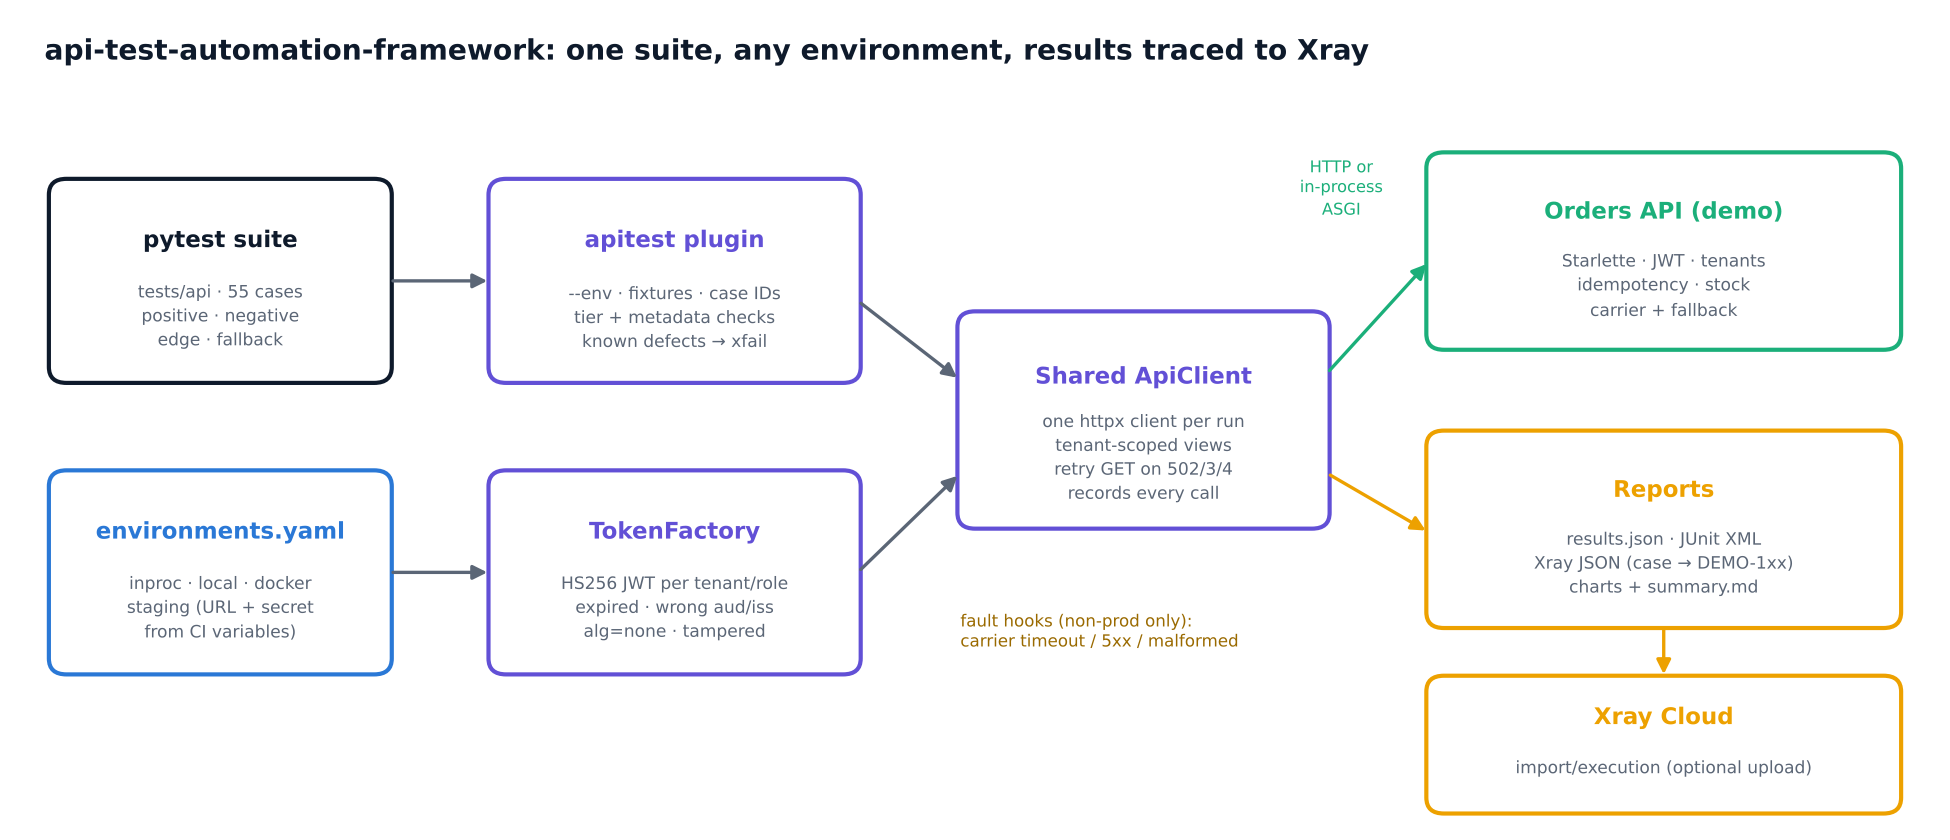 api-test-automation-framework: one suite, any environment, results traced to Xray
pytest suite
tests/api · 55 cases
positive · negative
edge · fallback
apitest plugin
--env · fixtures · case IDs
tier + metadata checks
known defects → xfail
environments.yaml
inproc · local · docker
staging (URL + secret
from CI variables)
TokenFactory
HS256 JWT per tenant/role
expired · wrong aud/iss
alg=none · tampered
Shared ApiClient
one httpx client per run
tenant-scoped views
retry GET on 502/3/4
records every call
fault hooks (non-prod only):
carrier timeout / 5xx / malformed
HTTP or
in-process
ASGI
Orders API (demo)
Starlette · JWT · tenants
idempotency · stock
carrier + fallback
Reports
results.json · JUnit XML
Xray JSON (case → DEMO-1xx)
charts + summary.md
Xray Cloud
import/execution (optional upload)